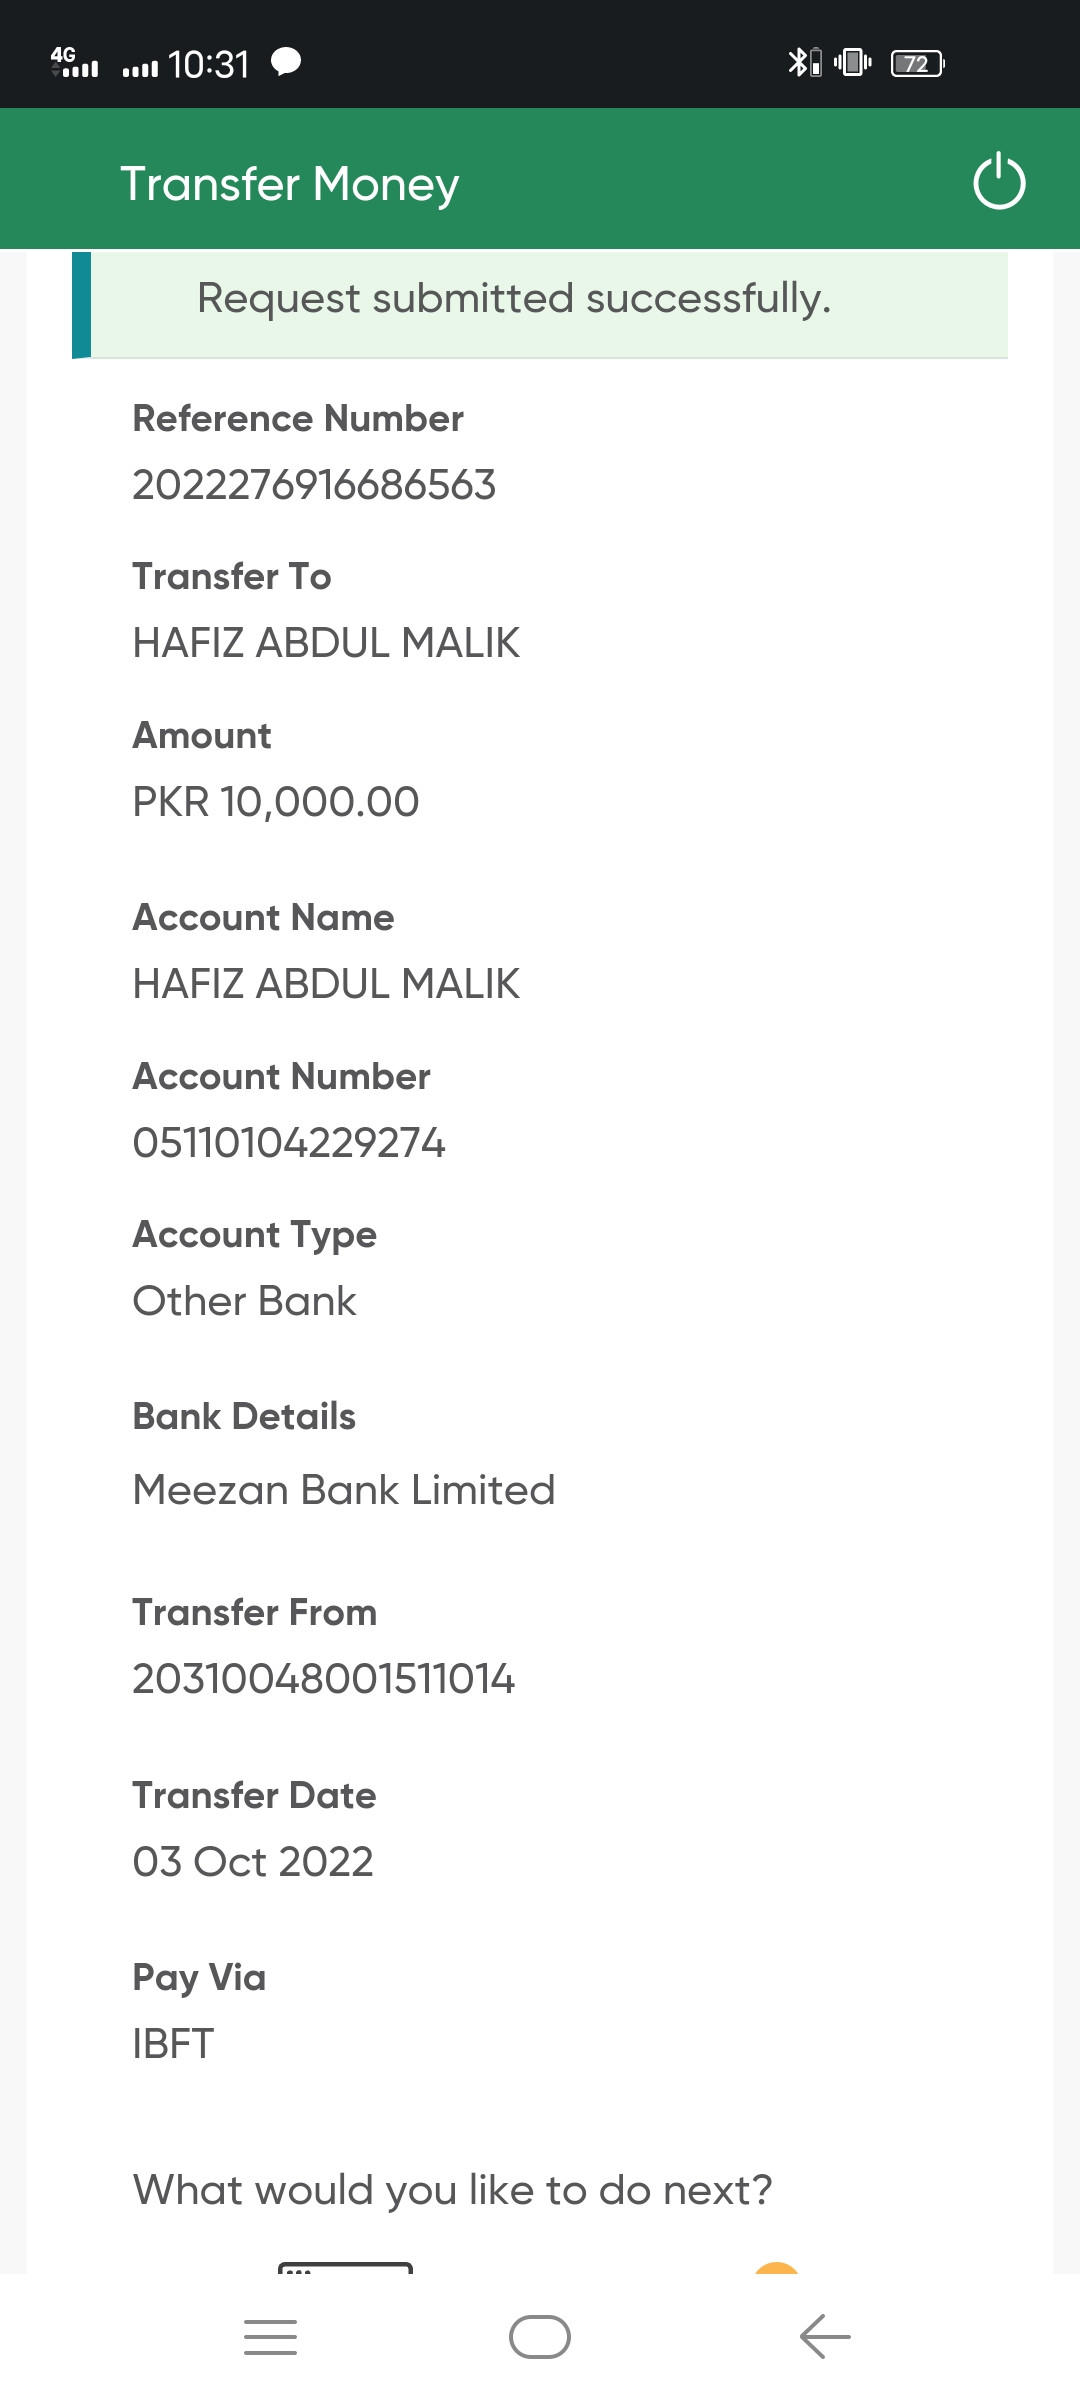 4G 10:31 72
Transfer Money
Request submitted successfully.
Reference Number
2022276916686563
Transfer To
HAFIZ ABDUL MALIK
Amount
PKR 10,000.00
Account Name
HAFIZ ABDUL MALIK
Account Number
05110104229274
Account Type
Other Bank
Bank Details
Meezan Bank Limited
Transfer From
20310048001511014
Transfer Date
03 Oct 2022
Pay Via
IBFT
What would you like to do next?